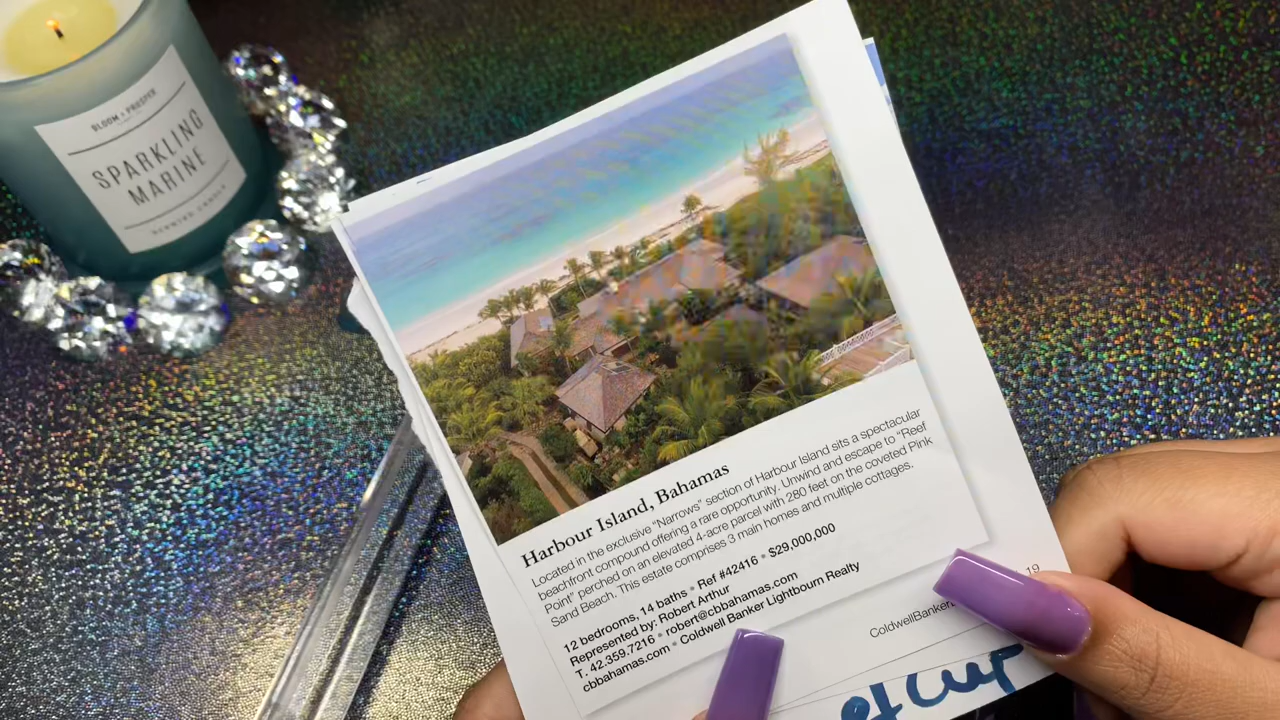 BLOOM & PROSPER
SPARKLING
MARINE
SCENTED CANDLE
Harbour Island, Bahamas
Located in the exclusive “Narrows” section of Harbour Island sits a spectacular
beachfront compound offering a rare opportunity. Unwind and escape to “Reef
Point” perched on an elevated 4-acre parcel with 280 feet on the coveted Pink
Sand Beach. This estate comprises 3 main homes and multiple cottages.
12 bedrooms, 14 baths • Ref #42416 • $29,000,000
Represented by: Robert Arthur
T. 42.359.7216 • robert@cbbahamas.com
cbbahamas.com • Coldwell Banker Lightbourn Realty
19
ColdwellBanker